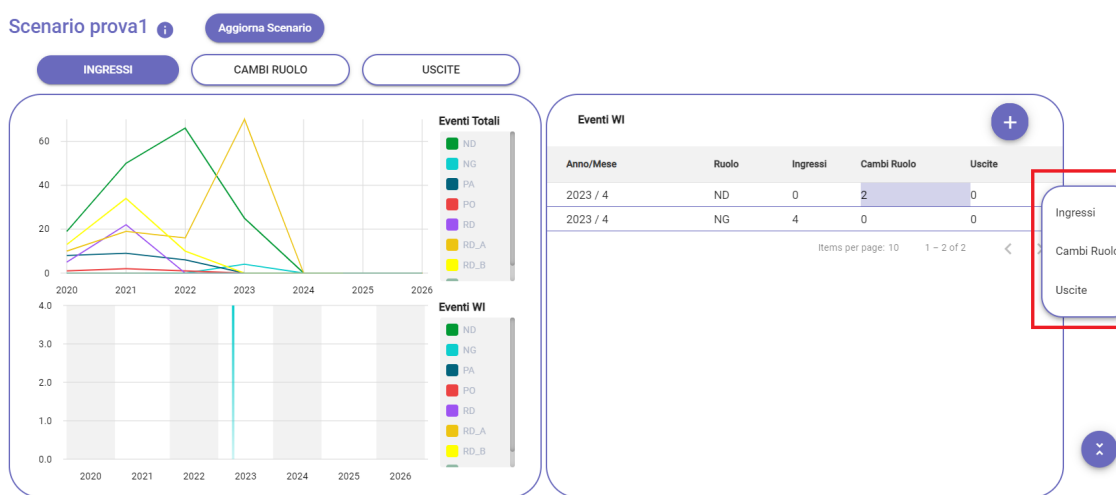 Scenario prova1 i Aggiorna Scenario
INGRESSI CAMBI RUOLO USCITE
Eventi Totali
60
40
20
0
2020 2021 2022 2023 2024 2025 2026
ND
NG
PA
PO
RD
RD_A
RD_B
4.0
3.0
2.0
1.0
0.0
2020 2021 2022 2023 2024 2025 2026
Eventi WI
ND
NG
PA
PO
RD
RD_A
RD_B
Eventi WI +
Anno/Mese Ruolo Ingressi Cambi Ruolo Uscite
2023 / 4 ND 0 2 0
2023 / 4 NG 4 0 0
Items per page: 10 1 – 2 of 2
Ingressi
Cambi Ruolo
Uscite